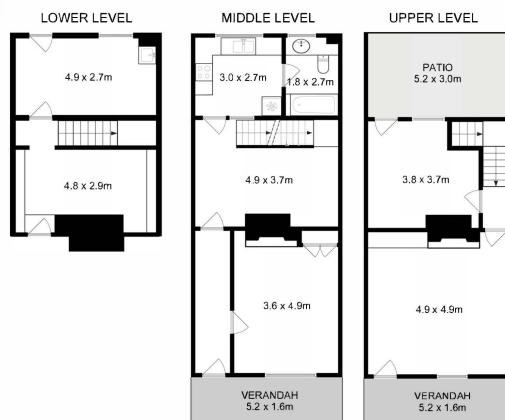 LOWER LEVEL
4.9 x 2.7m
4.8 x 2.9m
MIDDLE LEVEL
3.0 x 2.7m
1.8 x 2.7m
4.9 x 3.7m
3.6 x 4.9m
VERANDAH
5.2 x 1.6m
UPPER LEVEL
PATIO
5.2 x 3.0m
3.8 x 3.7m
4.9 x 4.9m
VERANDAH
5.2 x 1.6m